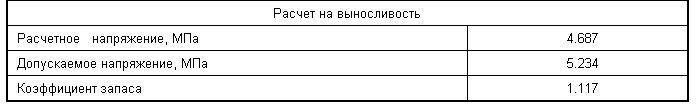 Расчет на выносливость
Расчетное напряжение, МПа 4.687
Допускаемое напряжение, МПа 5.234
Коэффициент запаса 1.117